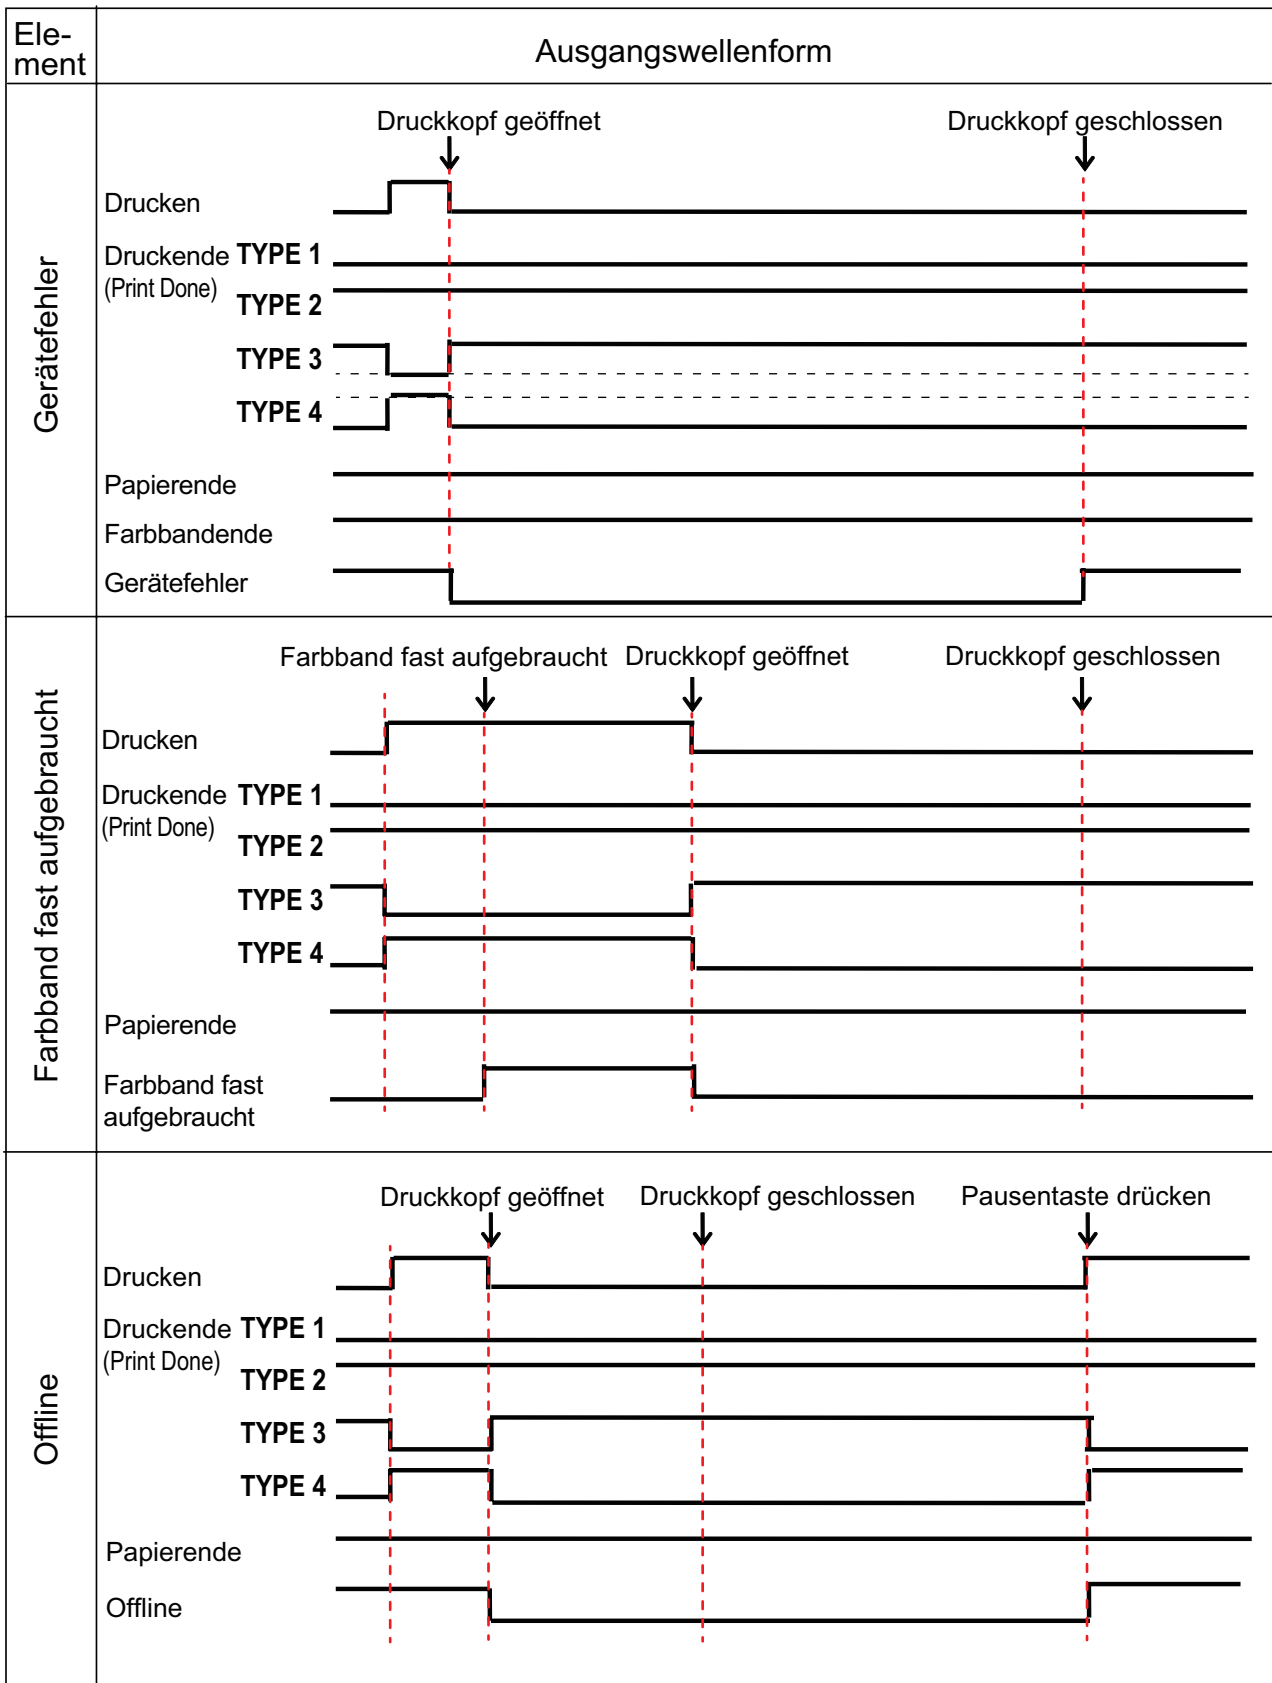 Ele-
ment
Ausgangswellenform
Gerätefehler
Druckkopf geöffnet
Druckkopf geschlossen
Drucken
Druckende TYPE 1
(Print Done)
TYPE 2
TYPE 3
TYPE 4
Papierende
Farbbandende
Gerätefehler
Farbband fast aufgebraucht
Farbband fast aufgebraucht
Druckkopf geöffnet
Druckkopf geschlossen
Drucken
Druckende TYPE 1
(Print Done)
TYPE 2
TYPE 3
TYPE 4
Papierende
Farbband fast
aufgebraucht
Offline
Druckkopf geöffnet
Druckkopf geschlossen
Pausentaste drücken
Drucken
Druckende TYPE 1
(Print Done)
TYPE 2
TYPE 3
TYPE 4
Papierende
Offline